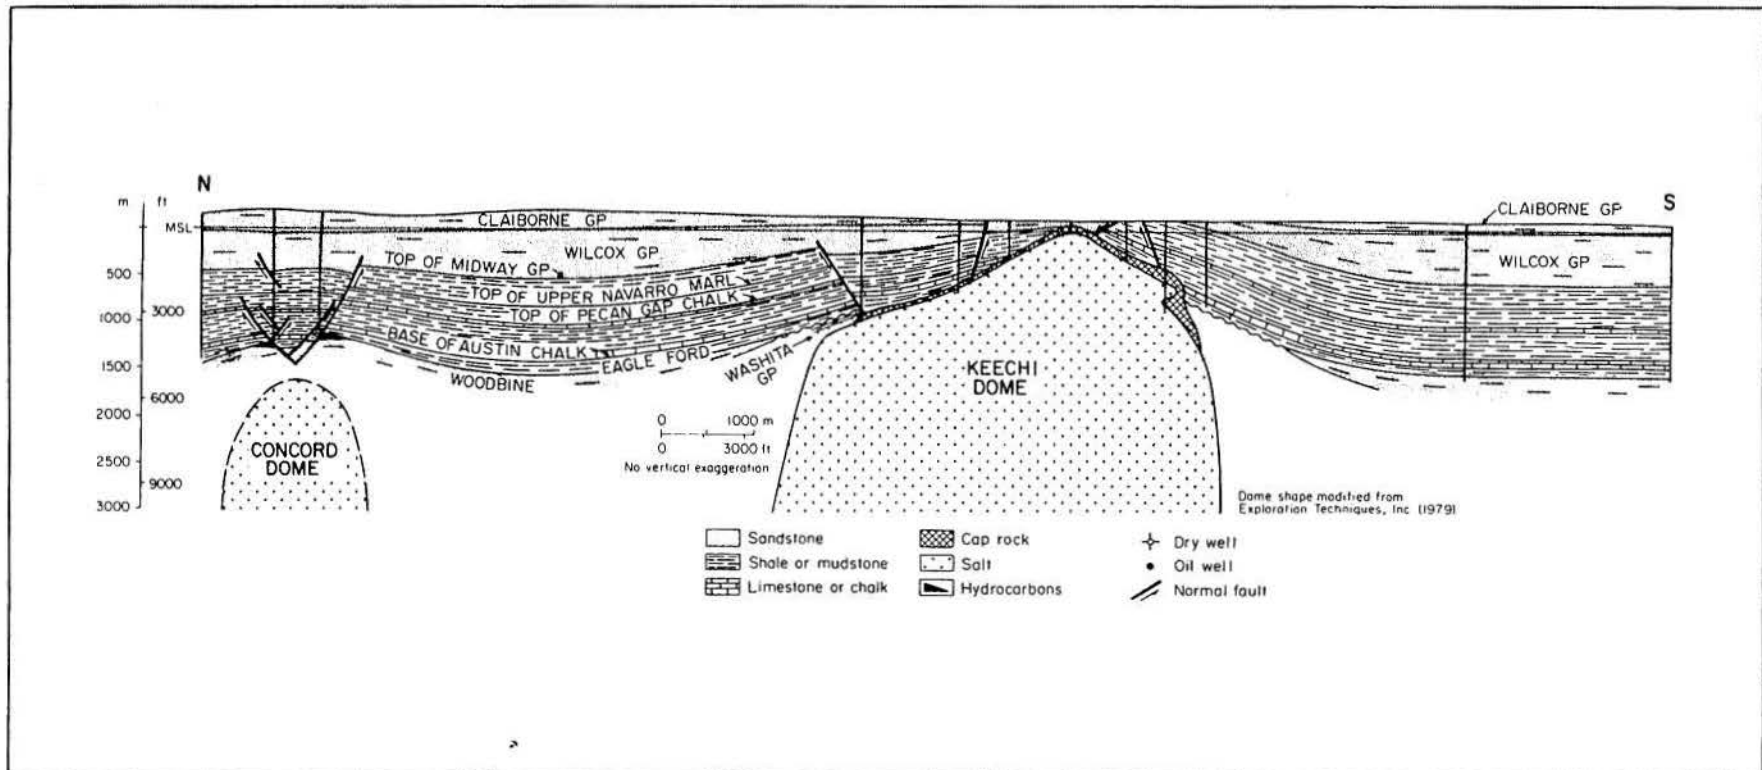 N
S
m ft
MSL
500
3000
1000
1500
6000
2000
2500
9000
3000
CLAIBORNE GP
CLAIBORNE GP
WILCOX GP
WILCOX GP
TOP OF MIDWAY GP
TOP OF UPPER NAVARRO MARL
TOP OF PECAN GAP CHALK
BASE OF AUSTIN CHALK
EAGLE FORD
WOODBINE
WASHITA
GP
KEECHI
DOME
CONCORD
DOME
0 1000 m
0 3000 ft
No vertical exaggeration
Dome shape modified from
Exploration Techniques, Inc (1979)
Sandstone
Shale or mudstone
Limestone or chalk
Cap rock
Salt
Hydrocarbons
Dry well
Oil well
Normal fault